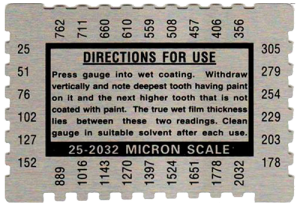 762 711 660 610 559 508 457 406 356
25
51
76
102
127
152
DIRECTIONS FOR USE
Press gauge into wet coating. Withdraw
vertically and note deepest tooth having paint
on it and the next higher tooth that is not
coated with paint. The true wet film thickness
lies between these two readings. Clean
gauge in suitable solvent after each use.
25-2032 MICRON SCALE
305
279
254
229
203
178
889 1016 1143 1270 1397 1524 1651 1778 2032